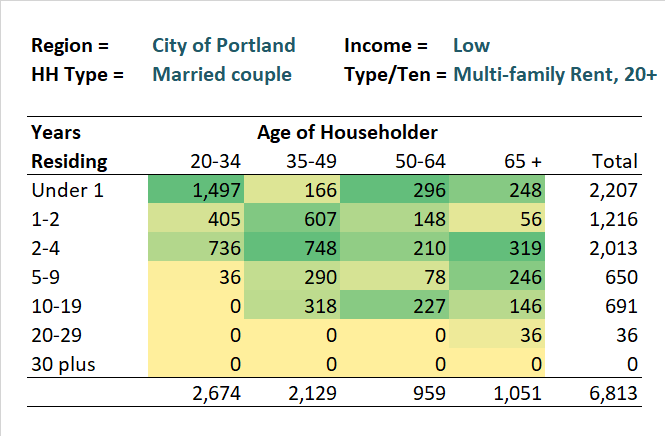 Region = City of Portland Income = Low
HH Type = Married couple Type/Ten = Multi-family Rent, 20+
Years Age of Householder
Residing 20-34 35-49 50-64 65 + Total
Under 1 1,497 166 296 248 2,207
1-2 405 607 148 56 1,216
2-4 736 748 210 319 2,013
5-9 36 290 78 246 650
10-19 0 318 227 146 691
20-29 0 0 0 36 36
30 plus 0 0 0 0 0
2,674 2,129 959 1,051 6,813